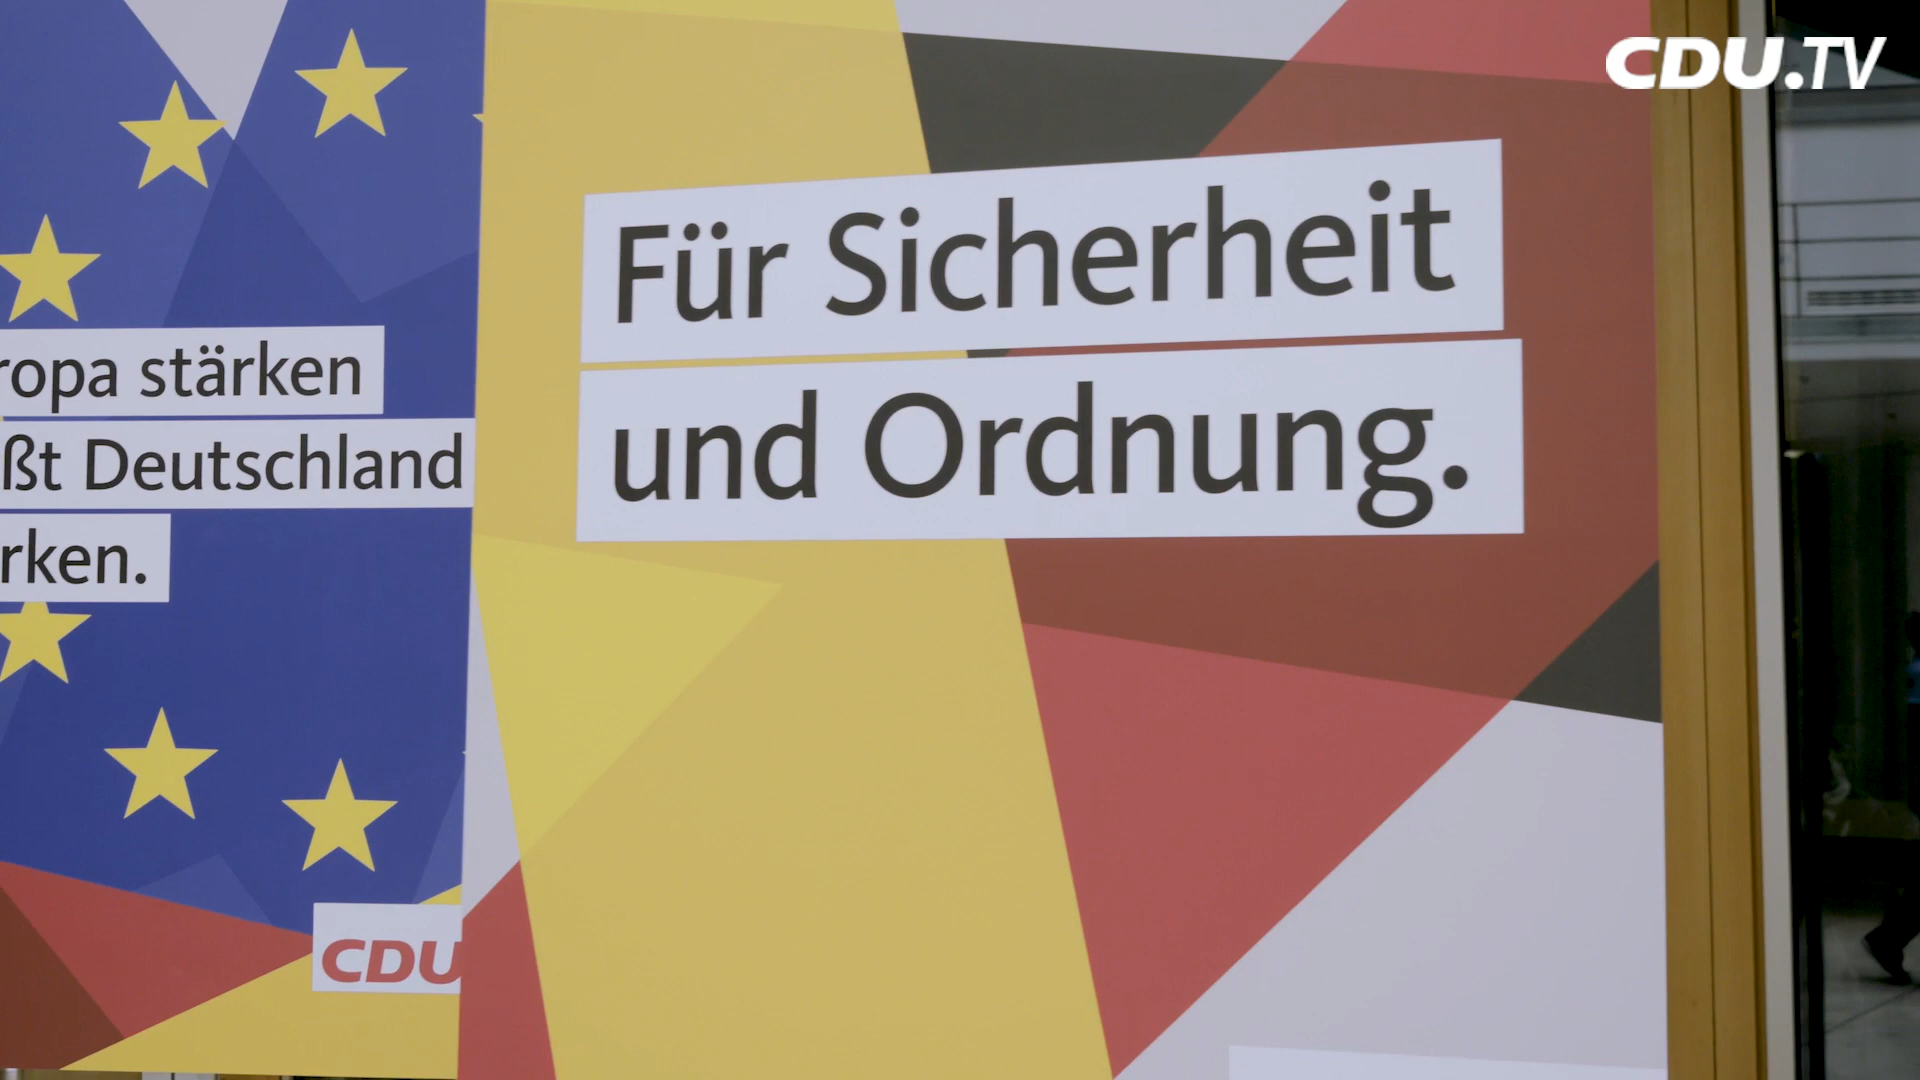 CDU.TV
ropa stärken
ßt Deutschland
rken.
CDU
Für Sicherheit
und Ordnung.